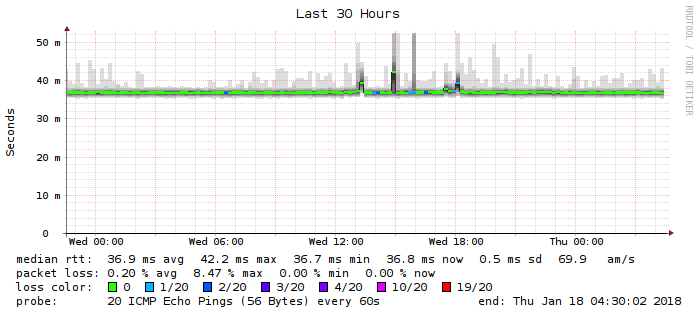 Last 30 Hours
RRDTOOL / TOBI OETIKER
Seconds
50 m
40 m
30 m
20 m
10 m
0
Wed 00:00 Wed 06:00 Wed 12:00 Wed 18:00 Thu 00:00
median rtt: 36.9 ms avg 42.2 ms max 36.7 ms min 36.8 ms now 0.5 ms sd 69.9 am/s
packet loss: 0.20 % avg 8.47 % max 0.00 % min 0.00 % now
loss color: 0 1/20 2/20 3/20 4/20 10/20 19/20
probe: 20 ICMP Echo Pings (56 Bytes) every 60s end: Thu Jan 18 04:30:02 2018